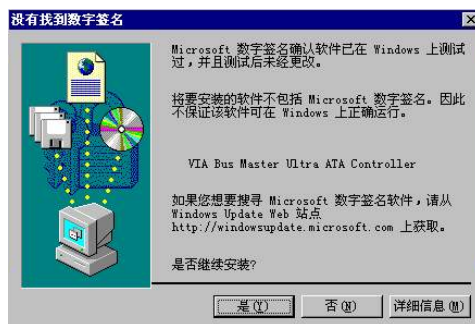 没有找到数字签名
Microsoft 数字签名确认软件已在 Windows 上测试
过，并且测试后未经更改。
将要安装的软件不包括 Microsoft 数字签名。因此
不保证该软件可在 Windows 上正确运行。
VIA Bus Master Ultra ATA Controller
如果您想要搜寻 Microsoft 数字签名软件，请从
Windows Update Web 站点
http://windowsupdate.microsoft.com 上获取。
是否继续安装?
是(Y) 否(N) 详细信息(M)